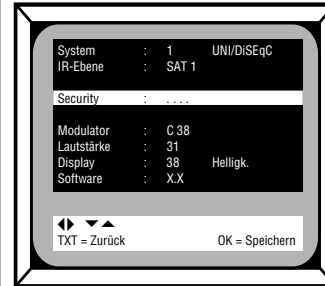 System : 1 UNI/DiSEqC
IR-Ebene : SAT 1
Security : . . . .
Modulator : C 38
Lautstärke : 31
Display : 38 Helligk.
Software : X.X
TXT = Zurück OK = Speichern